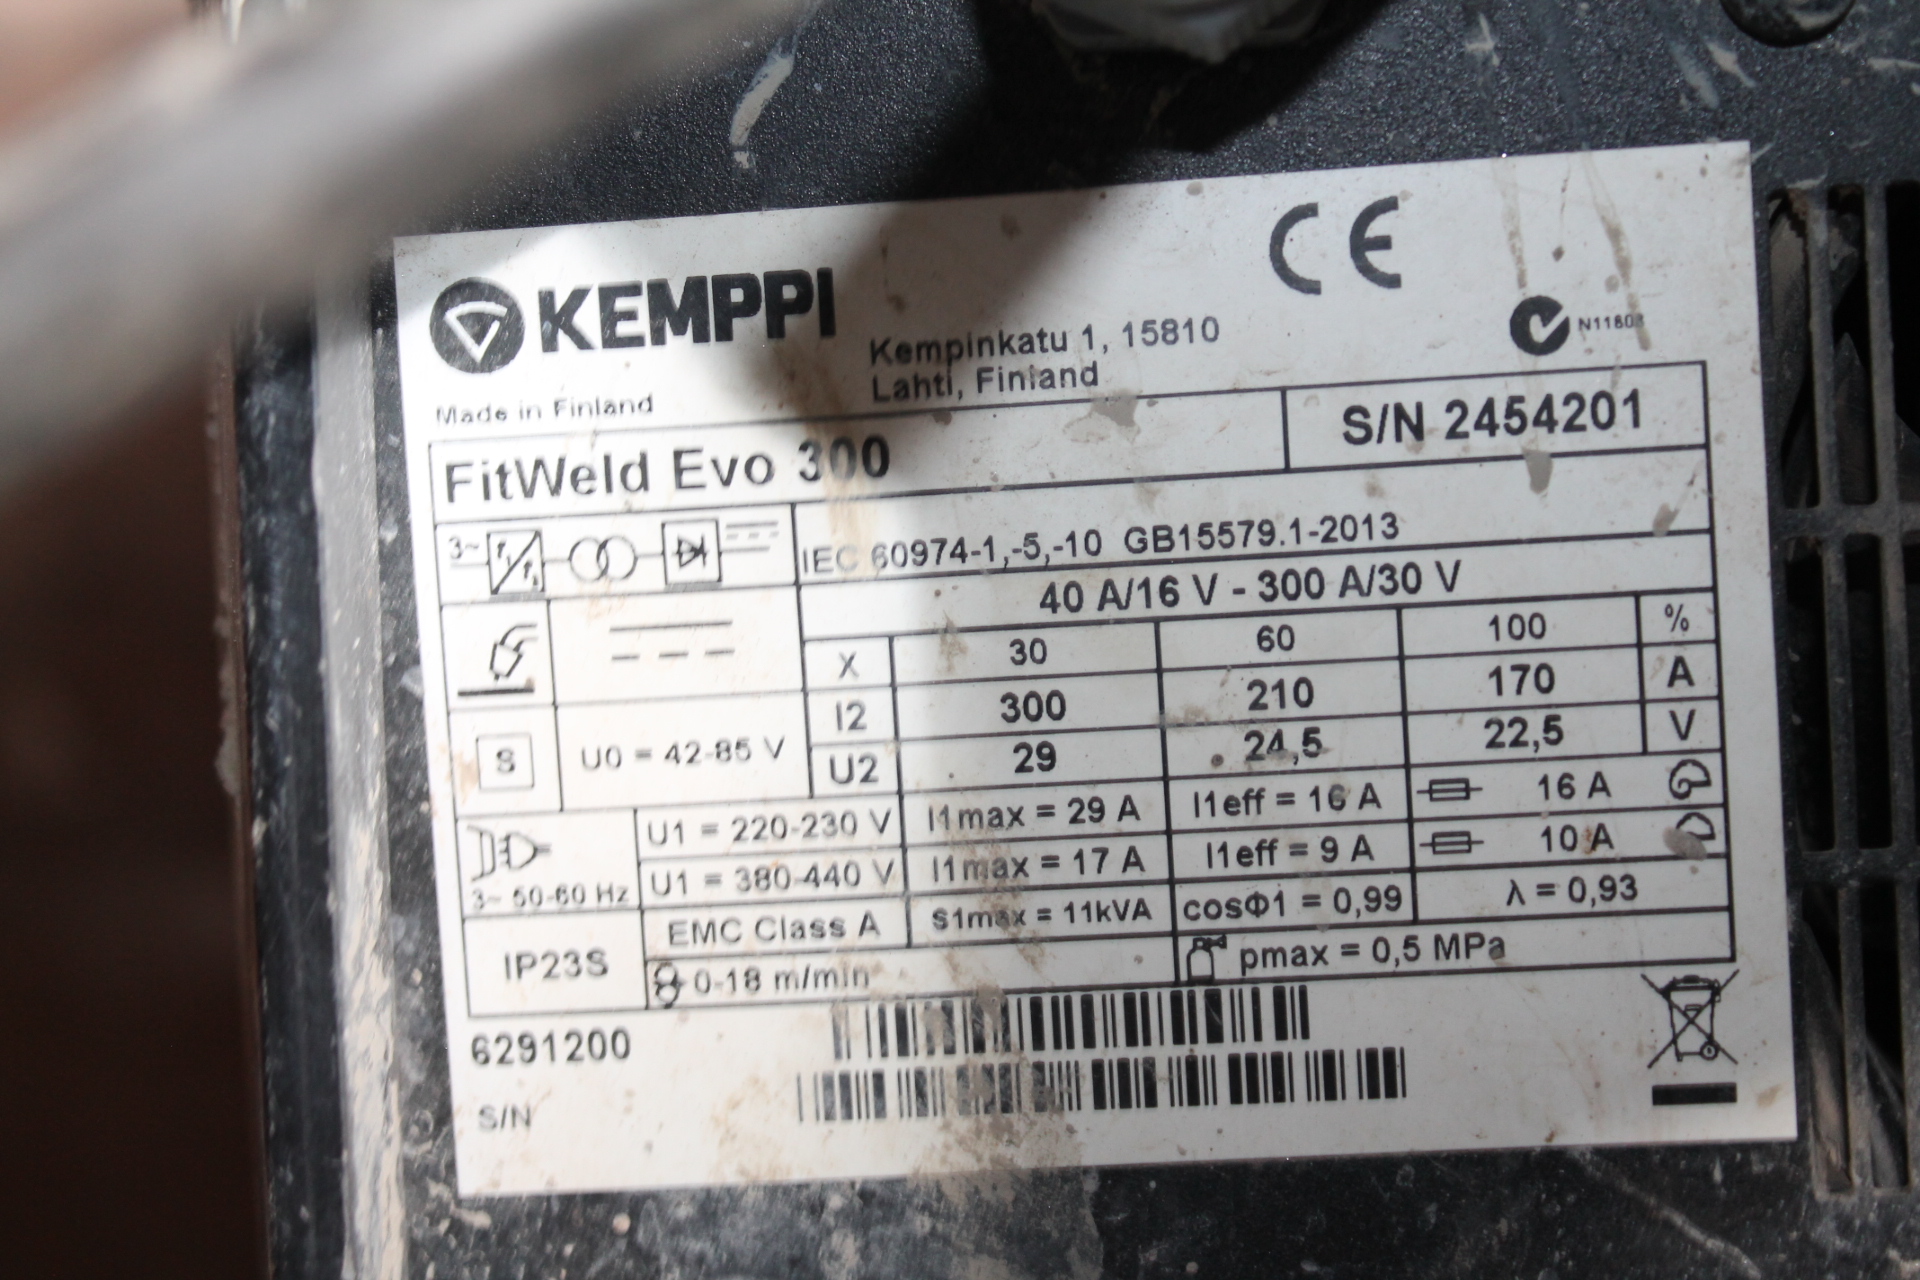 KEMPPI
Made in Finland
Kempinkatu 1, 15810
Lahti, Finland
CE
FitWeld Evo 300
S/N 2454201
3~
IEC 60974-1,-5,-10 GB15579.1-2013
40 A/16 V - 300 A/30 V
X 30 60 100 %
I2 300 210 170 A
U2 29 24,5 22,5 V
S U0 = 42-85 V
U1 = 220-230 V I1max = 29 A I1eff = 16 A 16 A
U1 = 380-440 V I1max = 17 A I1eff = 9 A 10 A
3~ 50-60 Hz
EMC Class A S1max = 11kVA cosΦ1 = 0,99 λ = 0,93
IP23S
0-18 m/min pmax = 0,5 MPa
6291200
S/N